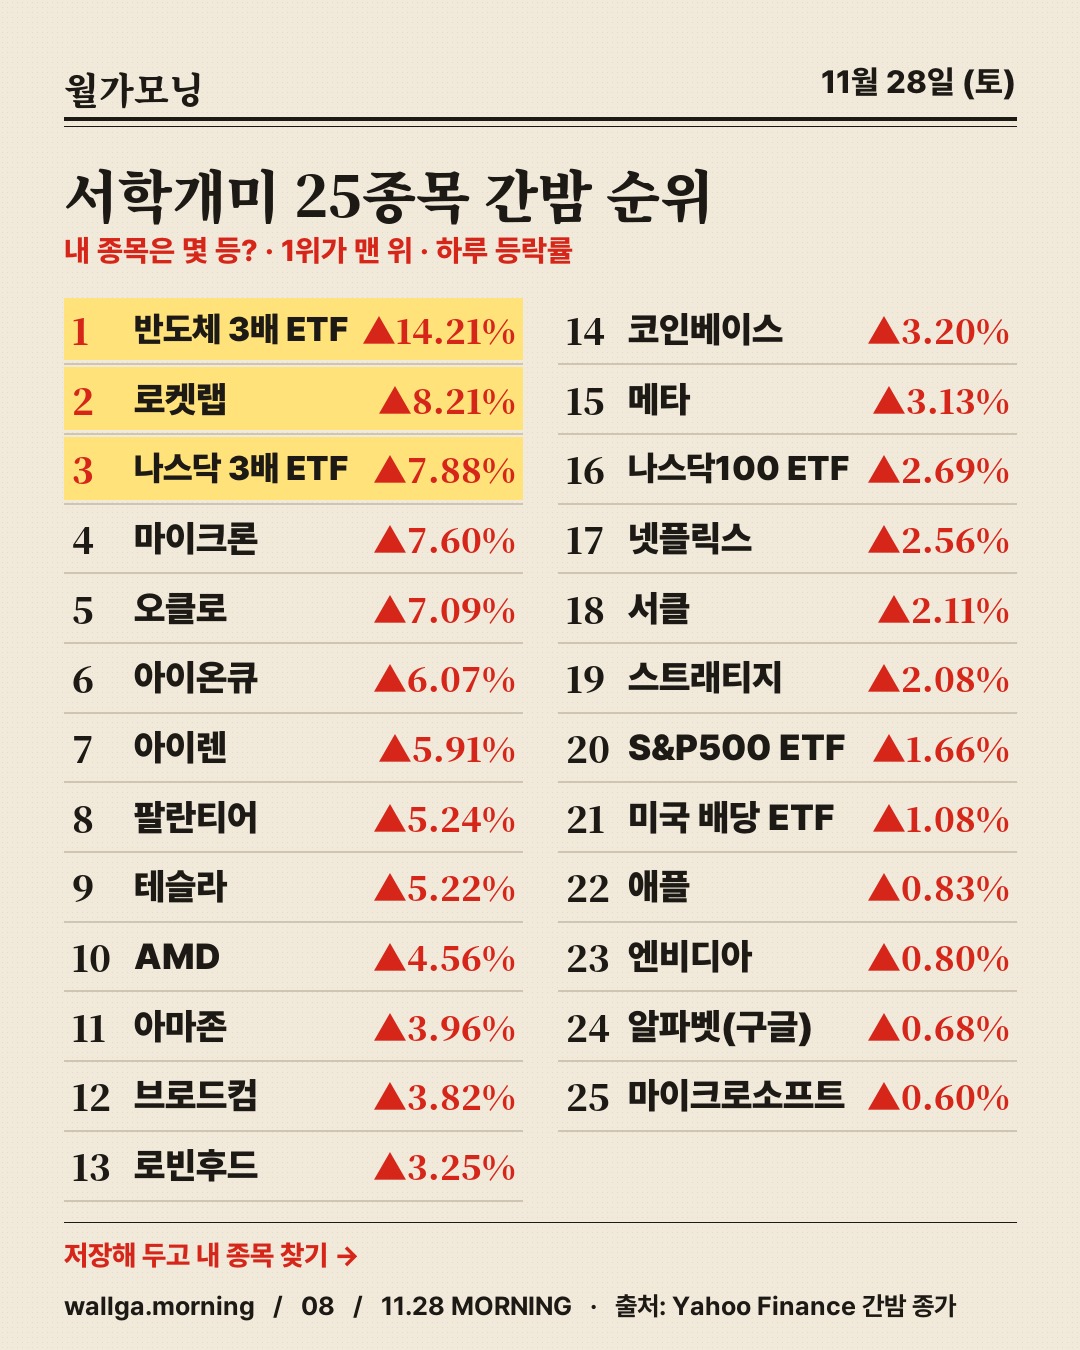 월가모닝
11월 28일 (토)
서학개미 25종목 간밤 순위
내 종목은 몇 등? · 1위가 맨 위 · 하루 등락률
1 반도체 3배 ETF ▲14.21%
2 로켓랩 ▲8.21%
3 나스닥 3배 ETF ▲7.88%
4 마이크론 ▲7.60%
5 오클로 ▲7.09%
6 아이온큐 ▲6.07%
7 아이렌 ▲5.91%
8 팔란티어 ▲5.24%
9 테슬라 ▲5.22%
10 AMD ▲4.56%
11 아마존 ▲3.96%
12 브로드컴 ▲3.82%
13 로빈후드 ▲3.25%
14 코인베이스 ▲3.20%
15 메타 ▲3.13%
16 나스닥100 ETF ▲2.69%
17 넷플릭스 ▲2.56%
18 서클 ▲2.11%
19 스트래티지 ▲2.08%
20 S&P500 ETF ▲1.66%
21 미국 배당 ETF ▲1.08%
22 애플 ▲0.83%
23 엔비디아 ▲0.80%
24 알파벳(구글) ▲0.68%
25 마이크로소프트 ▲0.60%
저장해 두고 내 종목 찾기 →
wallga.morning / 08 / 11.28 MORNING · 출처: Yahoo Finance 간밤 종가